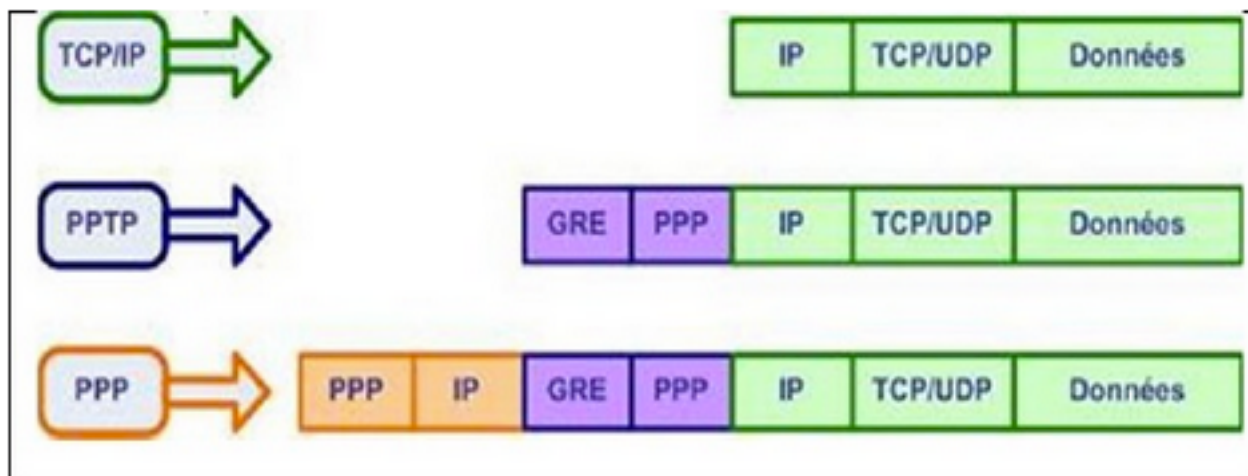 TCP/IP IP TCP/UDP Données
PPTP GRE PPP IP TCP/UDP Données
PPP PPP IP GRE PPP IP TCP/UDP Données